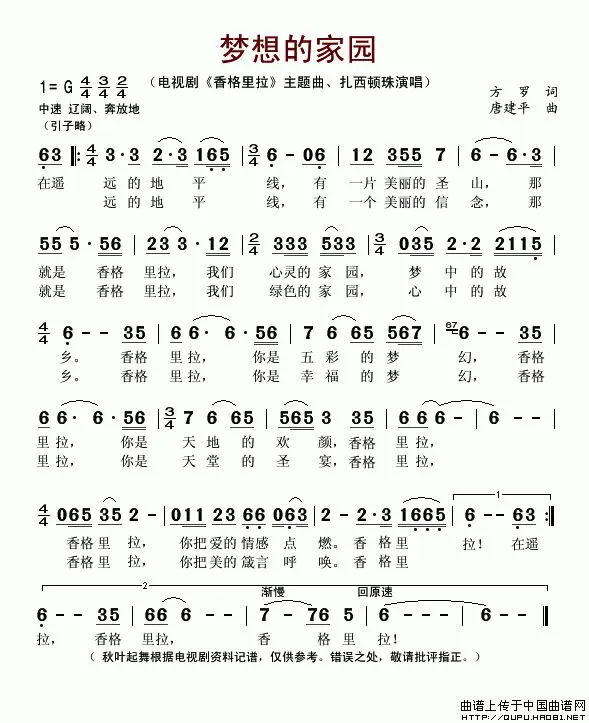 梦想的家园
1= G 4/4 3/4 2/4 （电视剧《香格里拉》主题曲、扎西顿珠演唱） 方 罗 词
中速 辽阔、奔放地 唐建平 曲
（引子略）
63 ‖: 4/4 3·3 2·3 165 | 3/4 6 - 06 | 12 355 7 | 6 - 6·3 |
在遥 远的地平 线，有 一片美丽的圣 山，那
远的地平 线，有 一个美丽的信 念，那
55 5· 56 | 23 3· 12 | 2/4 333 533 | 3/4 035 2·2 2115 |
就是 香格 里拉，我们 心灵的家 园， 梦 中的故
就是 香格 里拉，我们 绿色的家 园， 心 中的故
4/4 6 - - 35 | 66 6· 6·56 | 7 6 65 567 | 67 6 - - 35 |
乡。 香格 里拉， 你是 五 彩 的 梦 幻， 香格
乡。 香格 里拉， 你是 幸 福 的 梦 幻， 香格
66· 6· 56 | 3/4 7 6 65 | 565 3 35 | 666 - | 6 - - |
里拉， 你是 天 地 的 欢 颜，香格 里拉，
里拉， 你是 天 堂 的 圣 宴，香格 里拉，
4/4 065 35 2 - | 011 23 66 063 | 2 - 2·3 1665 | 1 6 - - 63 :‖
香格 里 拉， 你把 爱的 情感 点 燃。 香 格 里 拉！ 在遥
香格 里 拉， 你把 美的 箴言 呼 唤。 香 格 里
2 渐慢 回原速
6 - - 35 | 66 6 - - | 7 - 76 5 | 6 - - - | 6 - - 0 ‖
拉， 香格 里拉， 香 格 里 拉！
（ 秋叶起舞根据电视剧资料记谱，仅供参考。错误之处，敬请批评指正。）
曲谱上传于中国曲谱网
http://QUPU.HAO81.NET